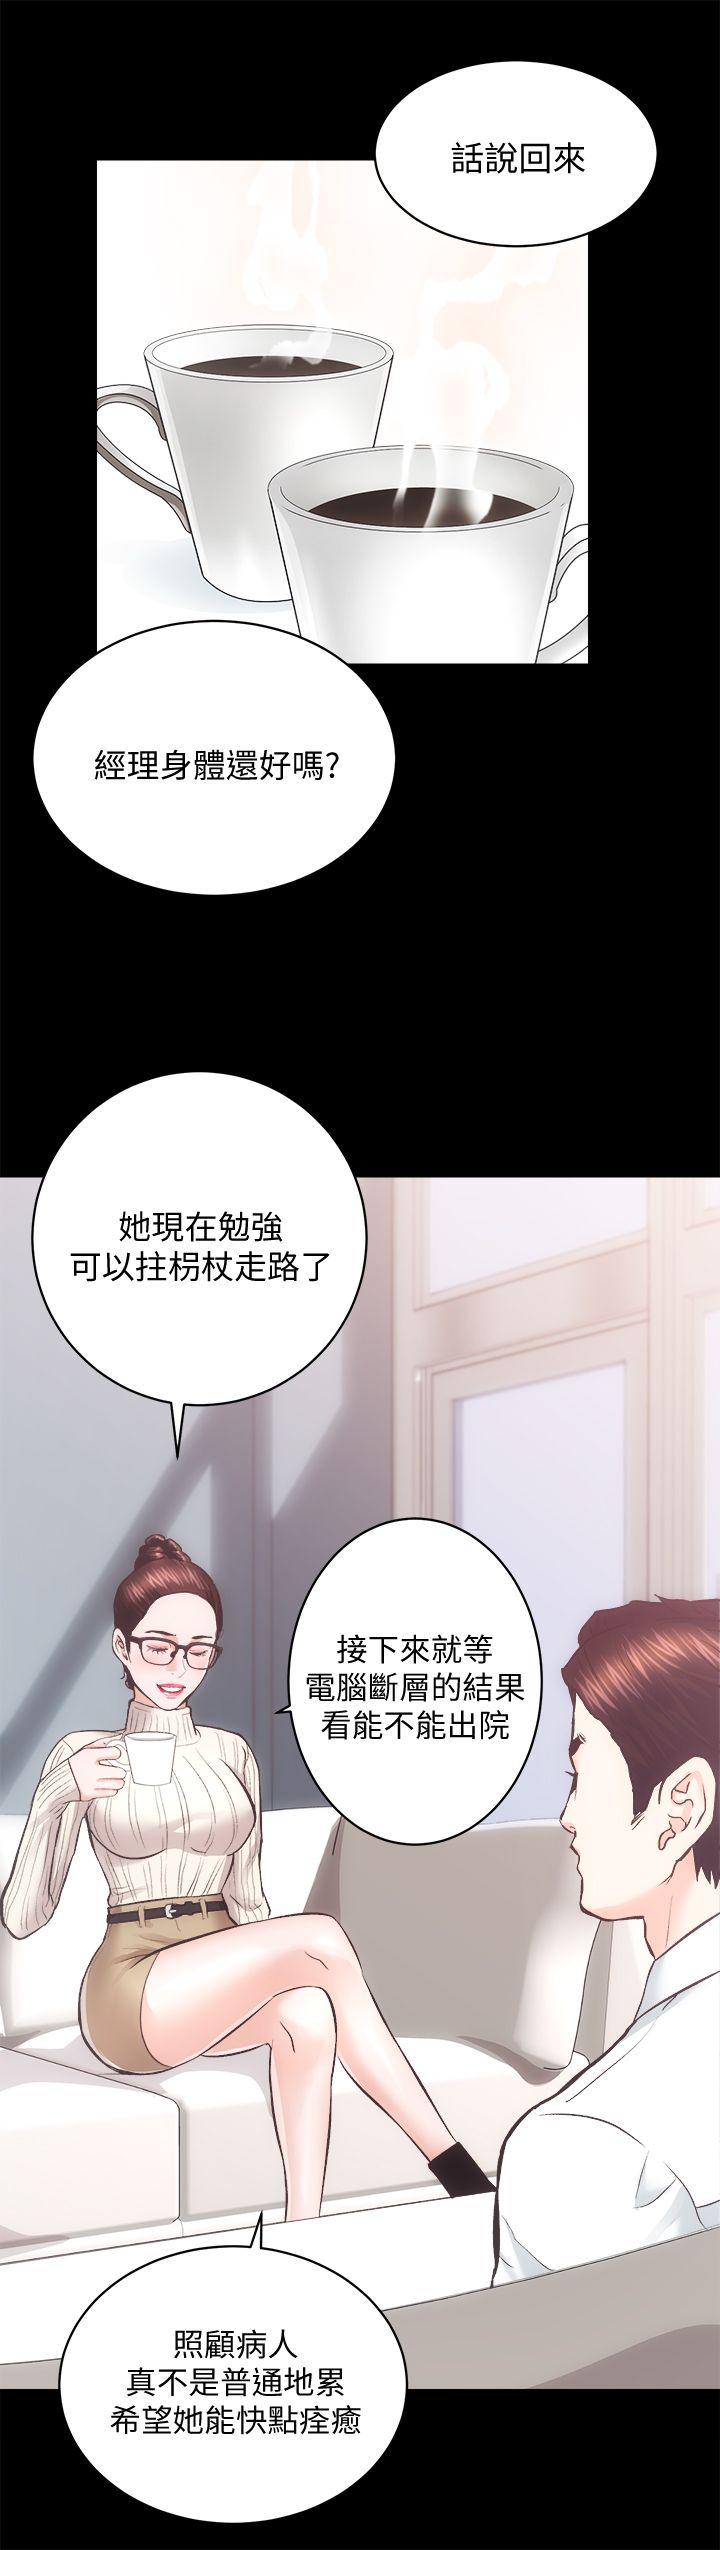 話說回來
經理身體還好嗎?
她現在勉強
可以拄柺杖走路了
接下來就等
電腦斷層的結果
看能不能出院
照顧病人
真不是普通地累
希望她能快點痊癒